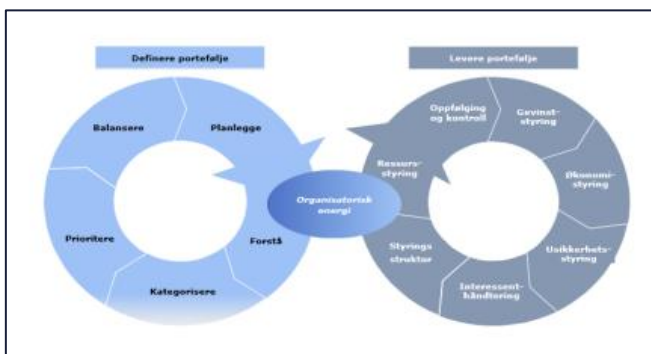 Definere portefølje
Levere portefølje
Balansere
Planlegge
Prioritere
Forstå
Kategorisere
Organisatorisk
energi
Oppfølging
og kontroll
Gevinst-
styring
Økonomi-
styring
Usikkerhets-
styring
Interessent-
håndtering
Styrings
struktur
Ressurs-
styring